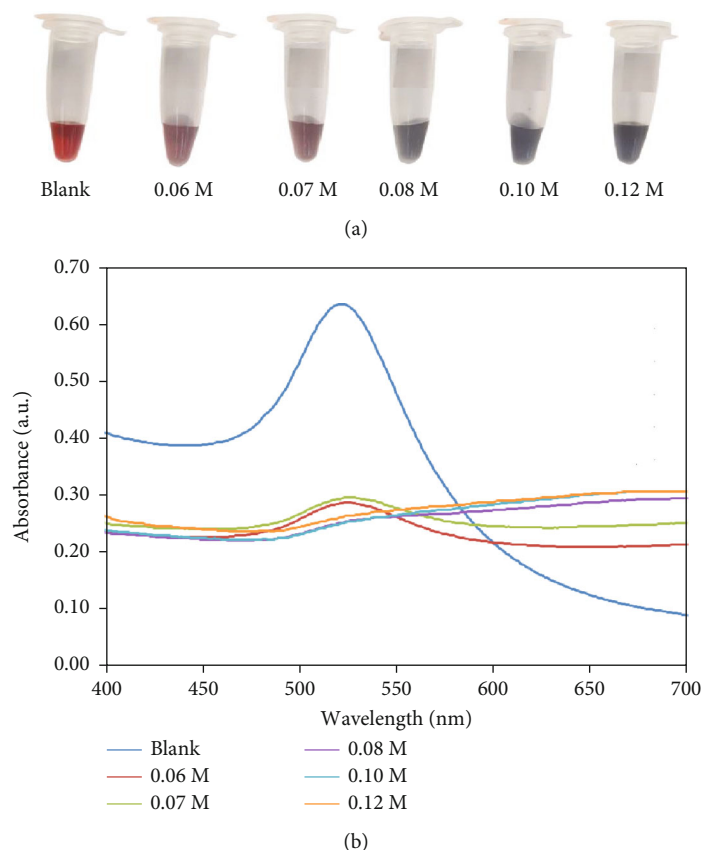 Blank 0.06 M 0.07 M 0.08 M 0.10 M 0.12 M
(a)
0.70
0.60
0.50
0.40
0.30
0.20
0.10
0.00
Absorbance (a.u.)
400 450 500 550 600 650 700
Wavelength (nm)
Blank 0.08 M
0.06 M 0.10 M
0.07 M 0.12 M
(b)